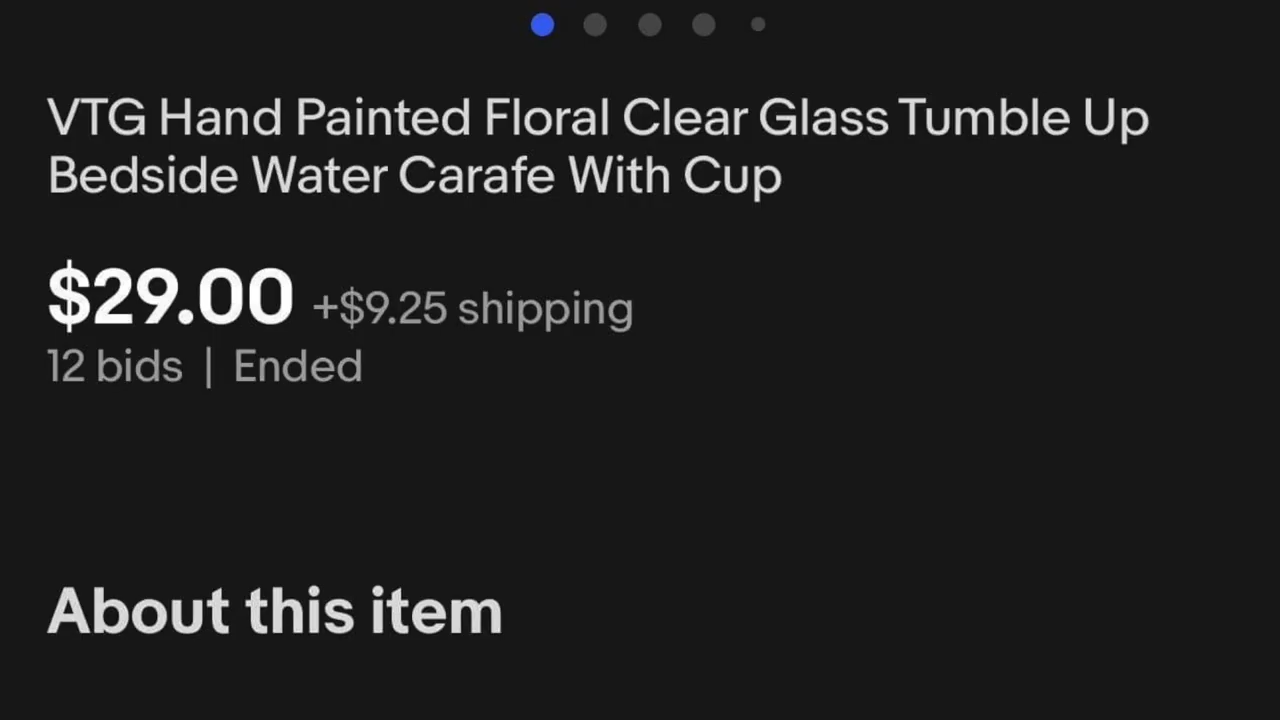 VTG Hand Painted Floral Clear Glass Tumble Up
Bedside Water Carafe With Cup
$29.00 +$9.25 shipping
12 bids | Ended
About this item